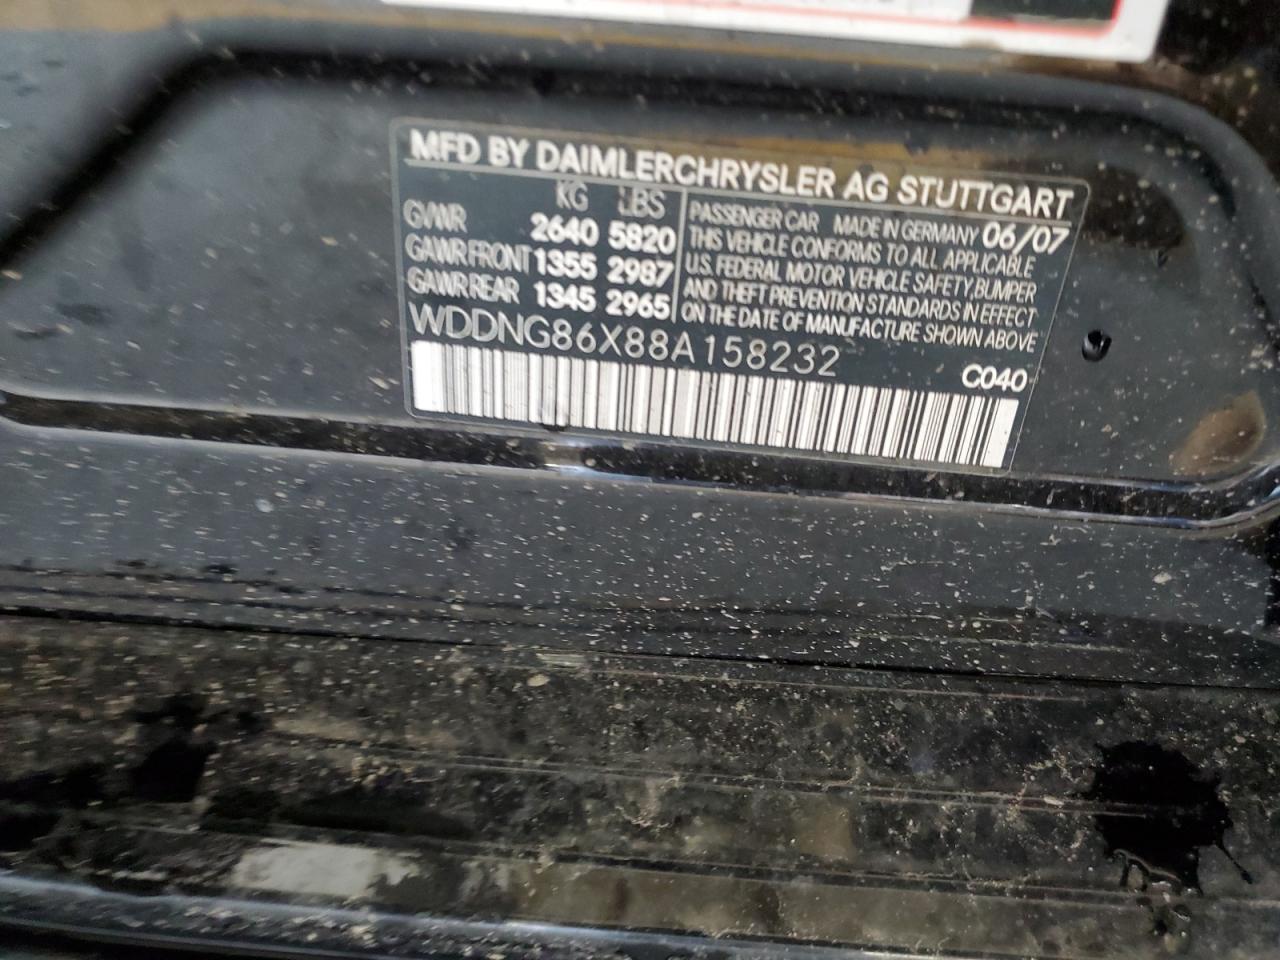 MFD BY DAIMLERCHRYSLER AG STUTTGART
KG LBS
GVWR 2640 5820
GAWR FRONT 1355 2987
GAWR REAR 1345 2965
PASSENGER CAR MADE IN GERMANY 06/07
THIS VEHICLE CONFORMS TO ALL APPLICABLE
U.S. FEDERAL MOTOR VEHICLE SAFETY, BUMPER
AND THEFT PREVENTION STANDARDS IN EFFECT
ON THE DATE OF MANUFACTURE SHOWN ABOVE
WDDNG86X88A158232
C040